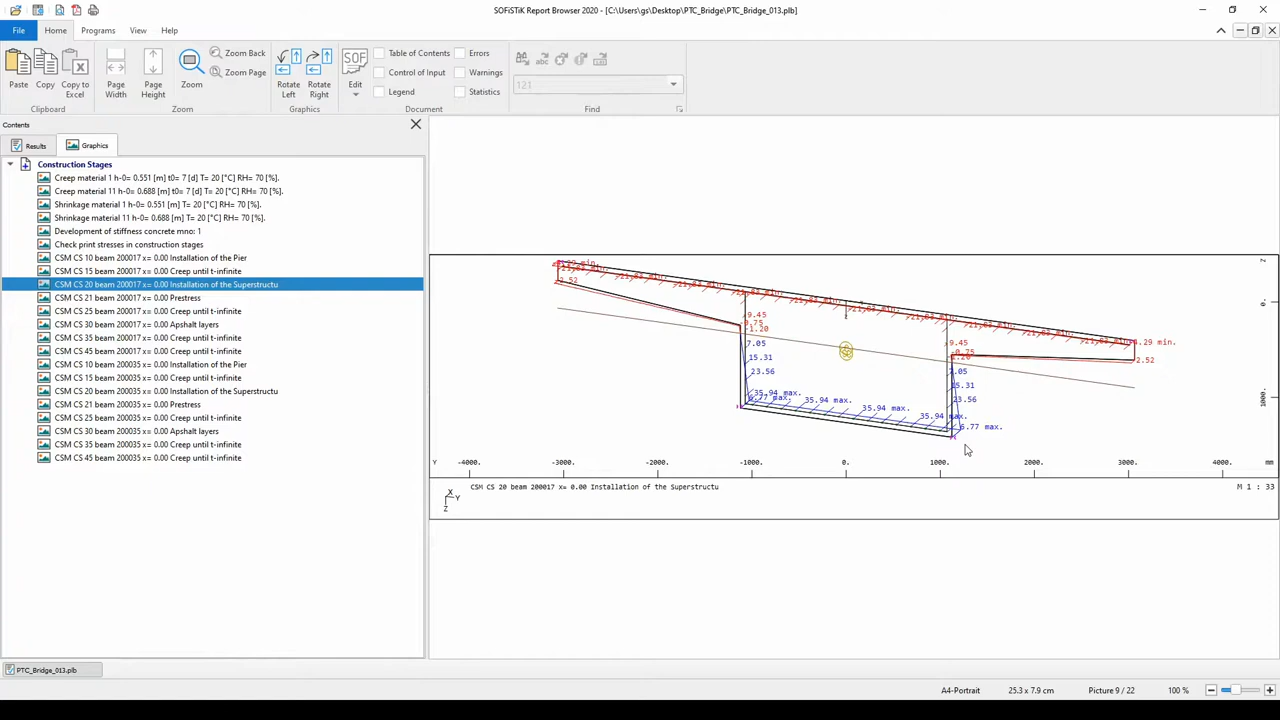 SOFiSTiK Report Browser 2020 - [C:\Users\gs\Desktop\PTC_Bridge\PTC_Bridge_013.plb]
File Home Programs View Help
Paste Copy Copy to Excel
Clipboard
Page Width Page Height Zoom Zoom Back Zoom Page
Zoom
Rotate Left Rotate Right
Graphics
SOF Edit
Table of Contents Errors
Control of Input Warnings
Legend Statistics
Document
abc
121
Find
Contents
Results Graphics
Construction Stages
Creep material 1 h-0= 0.551 [m] t0= 7 [d] T= 20 [°C] RH= 70 [%].
Creep material 11 h-0= 0.688 [m] t0= 7 [d] T= 20 [°C] RH= 70 [%].
Shrinkage material 1 h-0= 0.551 [m] T= 20 [°C] RH= 70 [%].
Shrinkage material 11 h-0= 0.688 [m] T= 20 [°C] RH= 70 [%].
Development of stiffness concrete mno: 1
Check print stresses in construction stages
CSM CS 10 beam 200017 x= 0.00 Installation of the Pier
CSM CS 15 beam 200017 x= 0.00 Creep until t-infinite
CSM CS 20 beam 200017 x= 0.00 Installation of the Superstructu
CSM CS 21 beam 200017 x= 0.00 Prestress
CSM CS 25 beam 200017 x= 0.00 Creep until t-infinite
CSM CS 30 beam 200017 x= 0.00 Apshalt layers
CSM CS 35 beam 200017 x= 0.00 Creep until t-infinite
CSM CS 45 beam 200017 x= 0.00 Creep until t-infinite
CSM CS 10 beam 200035 x= 0.00 Installation of the Pier
CSM CS 15 beam 200035 x= 0.00 Creep until t-infinite
CSM CS 20 beam 200035 x= 0.00 Installation of the Superstructu
CSM CS 21 beam 200035 x= 0.00 Prestress
CSM CS 25 beam 200035 x= 0.00 Creep until t-infinite
CSM CS 30 beam 200035 x= 0.00 Apshalt layers
CSM CS 35 beam 200035 x= 0.00 Creep until t-infinite
CSM CS 45 beam 200035 x= 0.00 Creep until t-infinite
Z
0.
2.52
9.45 9.45
1.29 min.
2.52
7.05 7.05
15.31 15.31
23.56 23.56
35.94 max. 35.94 max. 35.94 max. 35.94 max.
6.77 max.
1000.
Y -4000. -3000. -2000. -1000. 0. 1000. 2000. 3000. 4000. mm
CSM CS 20 beam 200017 x= 0.00 Installation of the Superstructu M 1 : 33
X
Y
Z
PTC_Bridge_013.plb
A4-Portrait 25.3 x 7.9 cm Picture 9 / 22 100 %